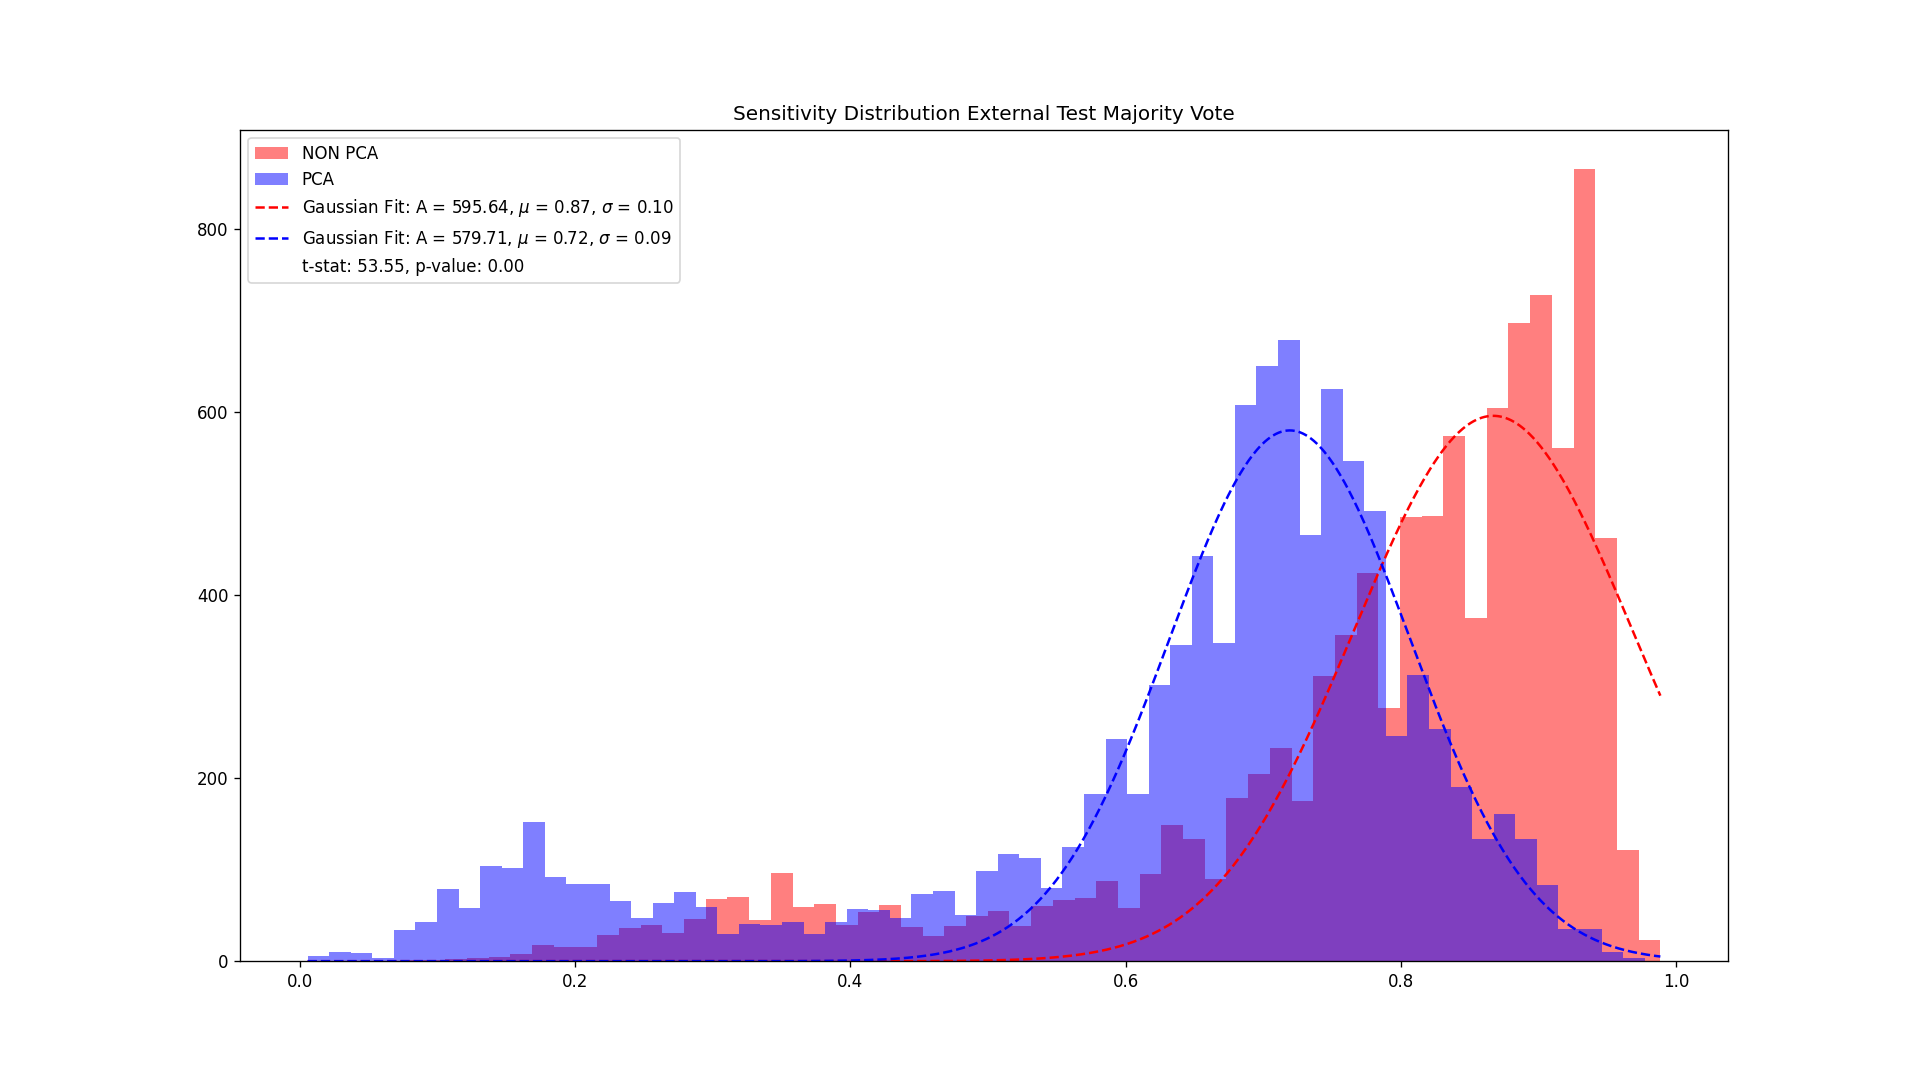 Sensitivity Distribution External Test Majority Vote
NON PCA
PCA
Gaussian Fit: A = 595.64, μ = 0.87, σ = 0.10
Gaussian Fit: A = 579.71, μ = 0.72, σ = 0.09
t-stat: 53.55, p-value: 0.00
800
600
400
200
0
0.0 0.2 0.4 0.6 0.8 1.0